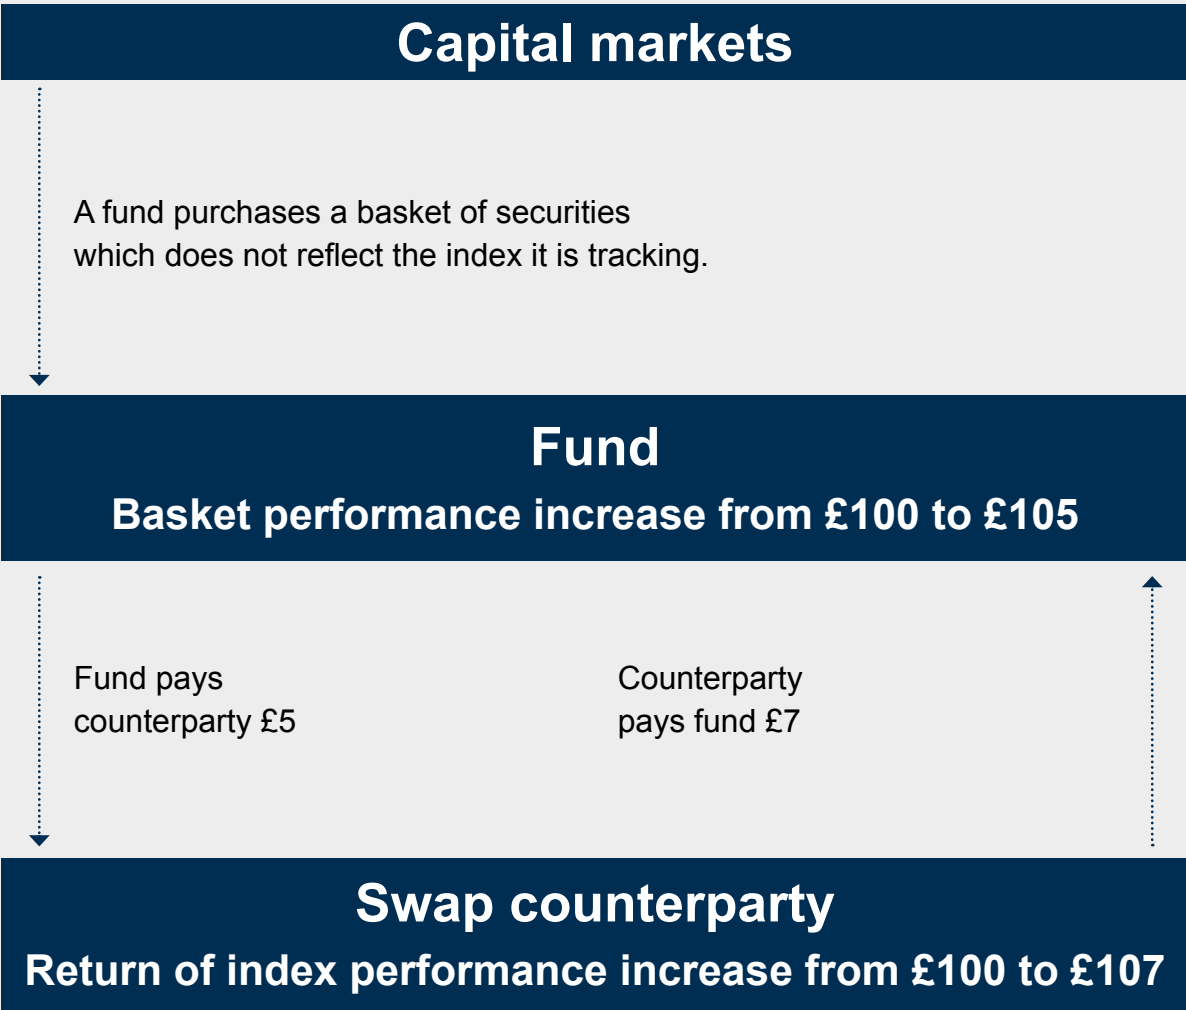 Capital markets
A fund purchases a basket of securities
which does not reflect the index it is tracking.
Fund
Basket performance increase from £100 to £105
Fund pays
counterparty £5
Counterparty
pays fund £7
Swap counterparty
Return of index performance increase from £100 to £107